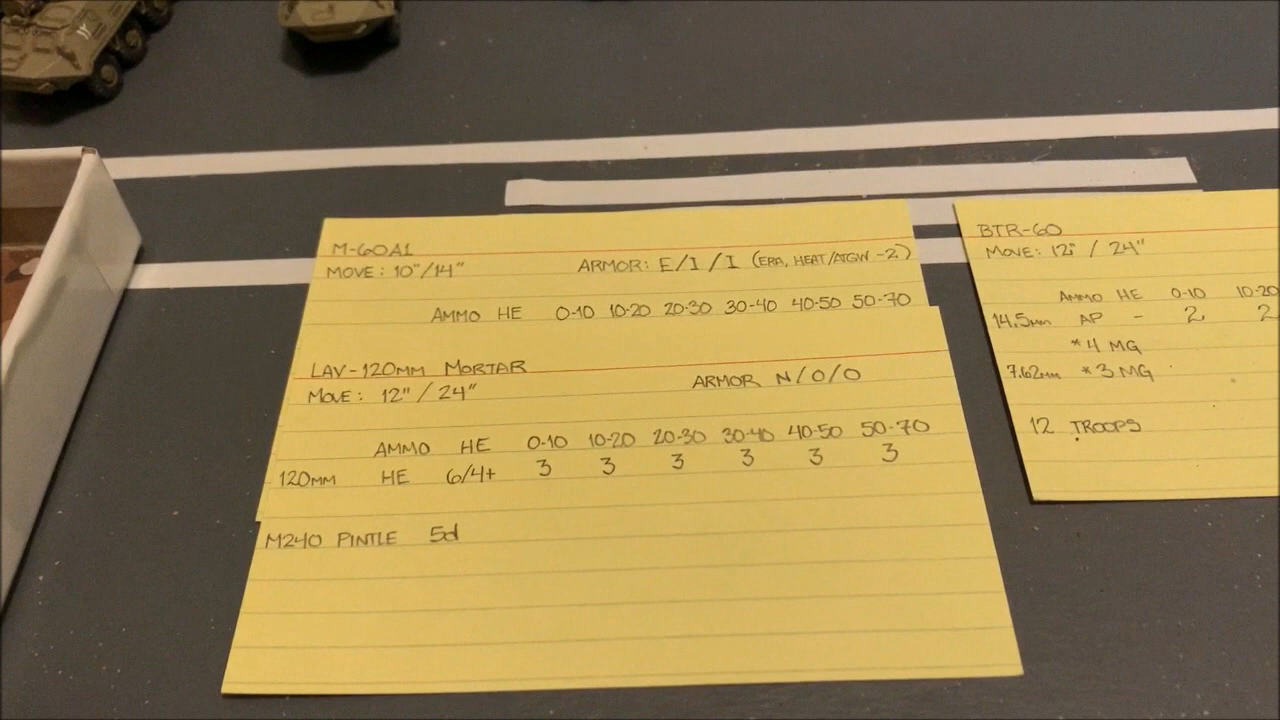 M-60A1
MOVE: 10"/14" ARMOR: E/I/I (ERA, HEAT/ATGW -2)
AMMO HE 0-10 10-20 20-30 30-40 40-50 50-70
LAV-120MM MORTAR
MOVE: 12" / 24" ARMOR N/0/0
AMMO HE 0-10 10-20 20-30 30-40 40-50 50-70
120MM HE 6/4+ 3 3 3 3 3 3
M240 PINTLE 5d
BTR-60
MOVE: 12" / 24"
AMMO HE 0-10 10-20
14.5MM AP - 2 2
*4 MG
7.62MM *3 MG
12 TROOPS